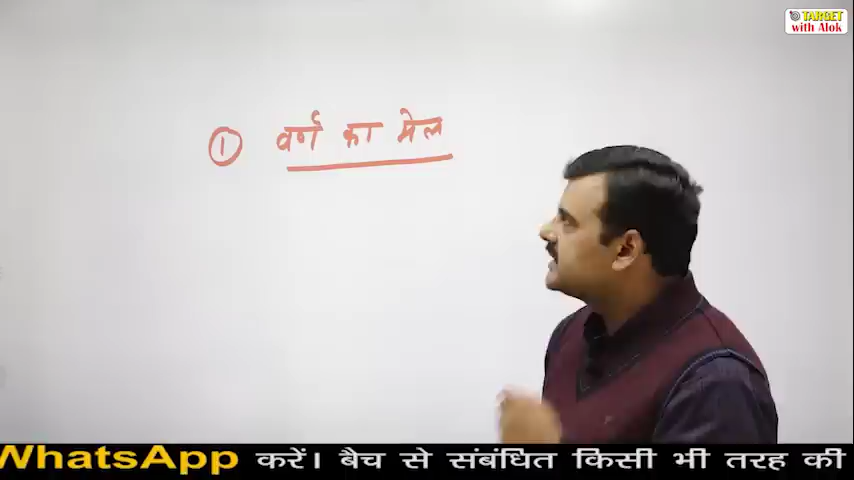 TARGET
with Alok
① वर्ण का मेल
WhatsApp करें। बैच से संबंधित किसी भी तरह की